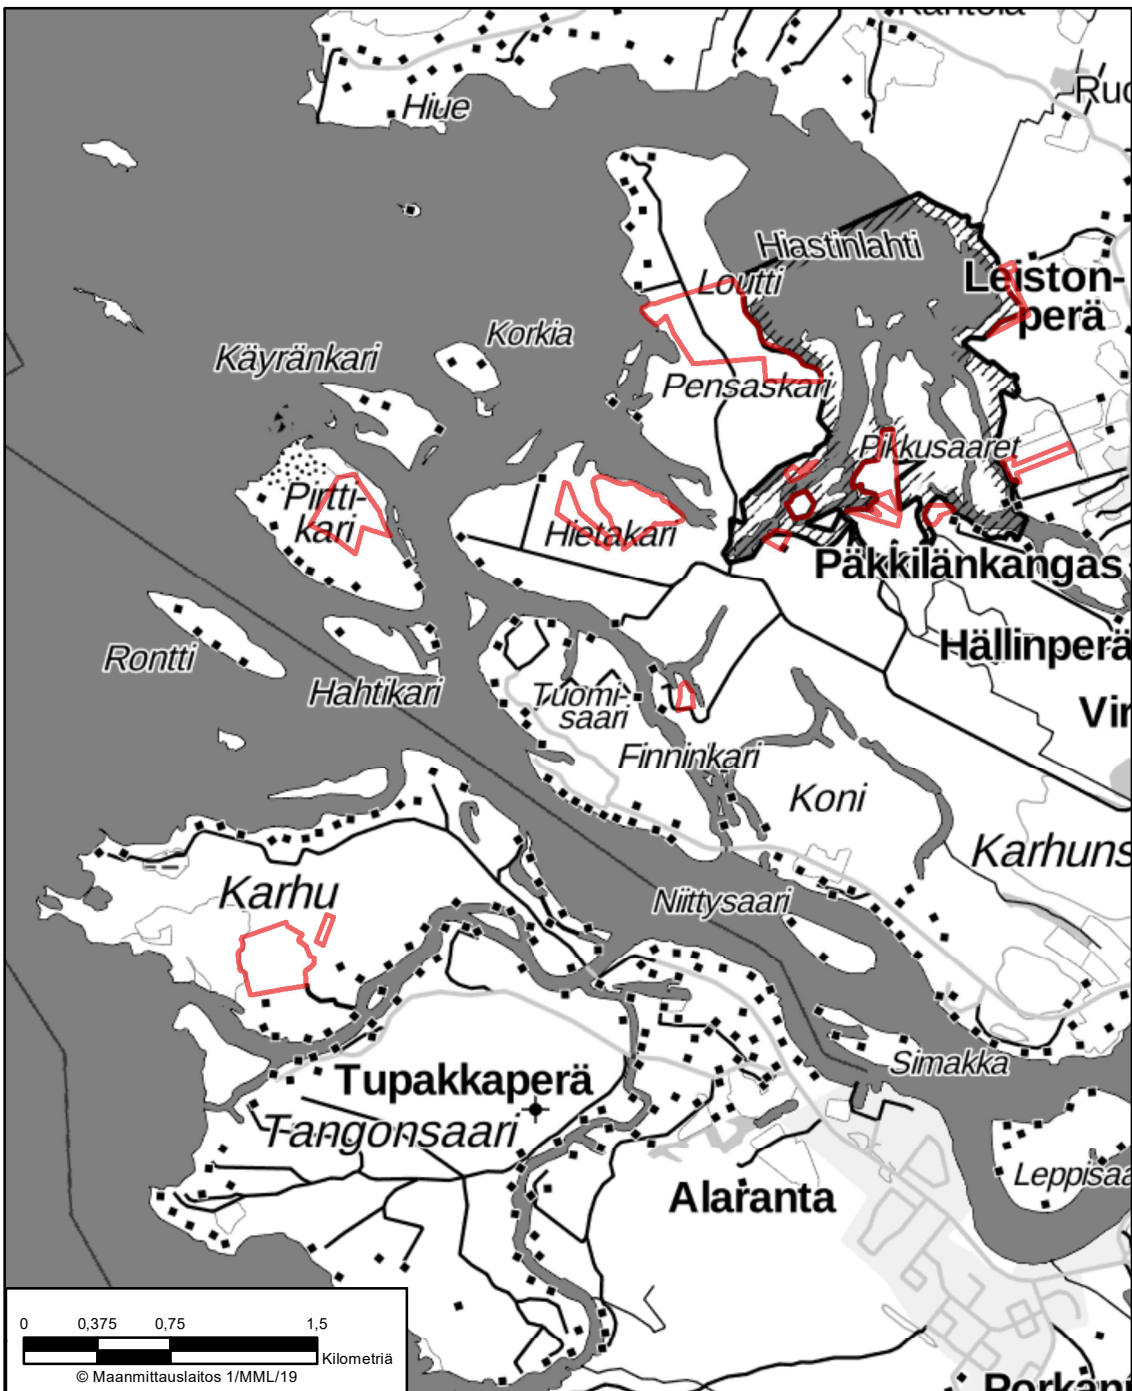 Hiue
Hiastinlahti
Leiston-
perä
Loutti
Korkia
Käyränkari
Pensaskari
Pikkusaaret
Pirtti-
kari
Hietakari
Päkkilänkangas
Hällinperä
Rontti
Hahtikari
Tuomi-
saari
Finninkari
Koni
Karhuns
Karhu
Niittysaari
Simakka
Tupakkaperä
Tangonsaari
Leppisaa
Alaranta
0 0,375 0,75 1,5
Kilometriä
© Maanmittauslaitos 1/MML/19